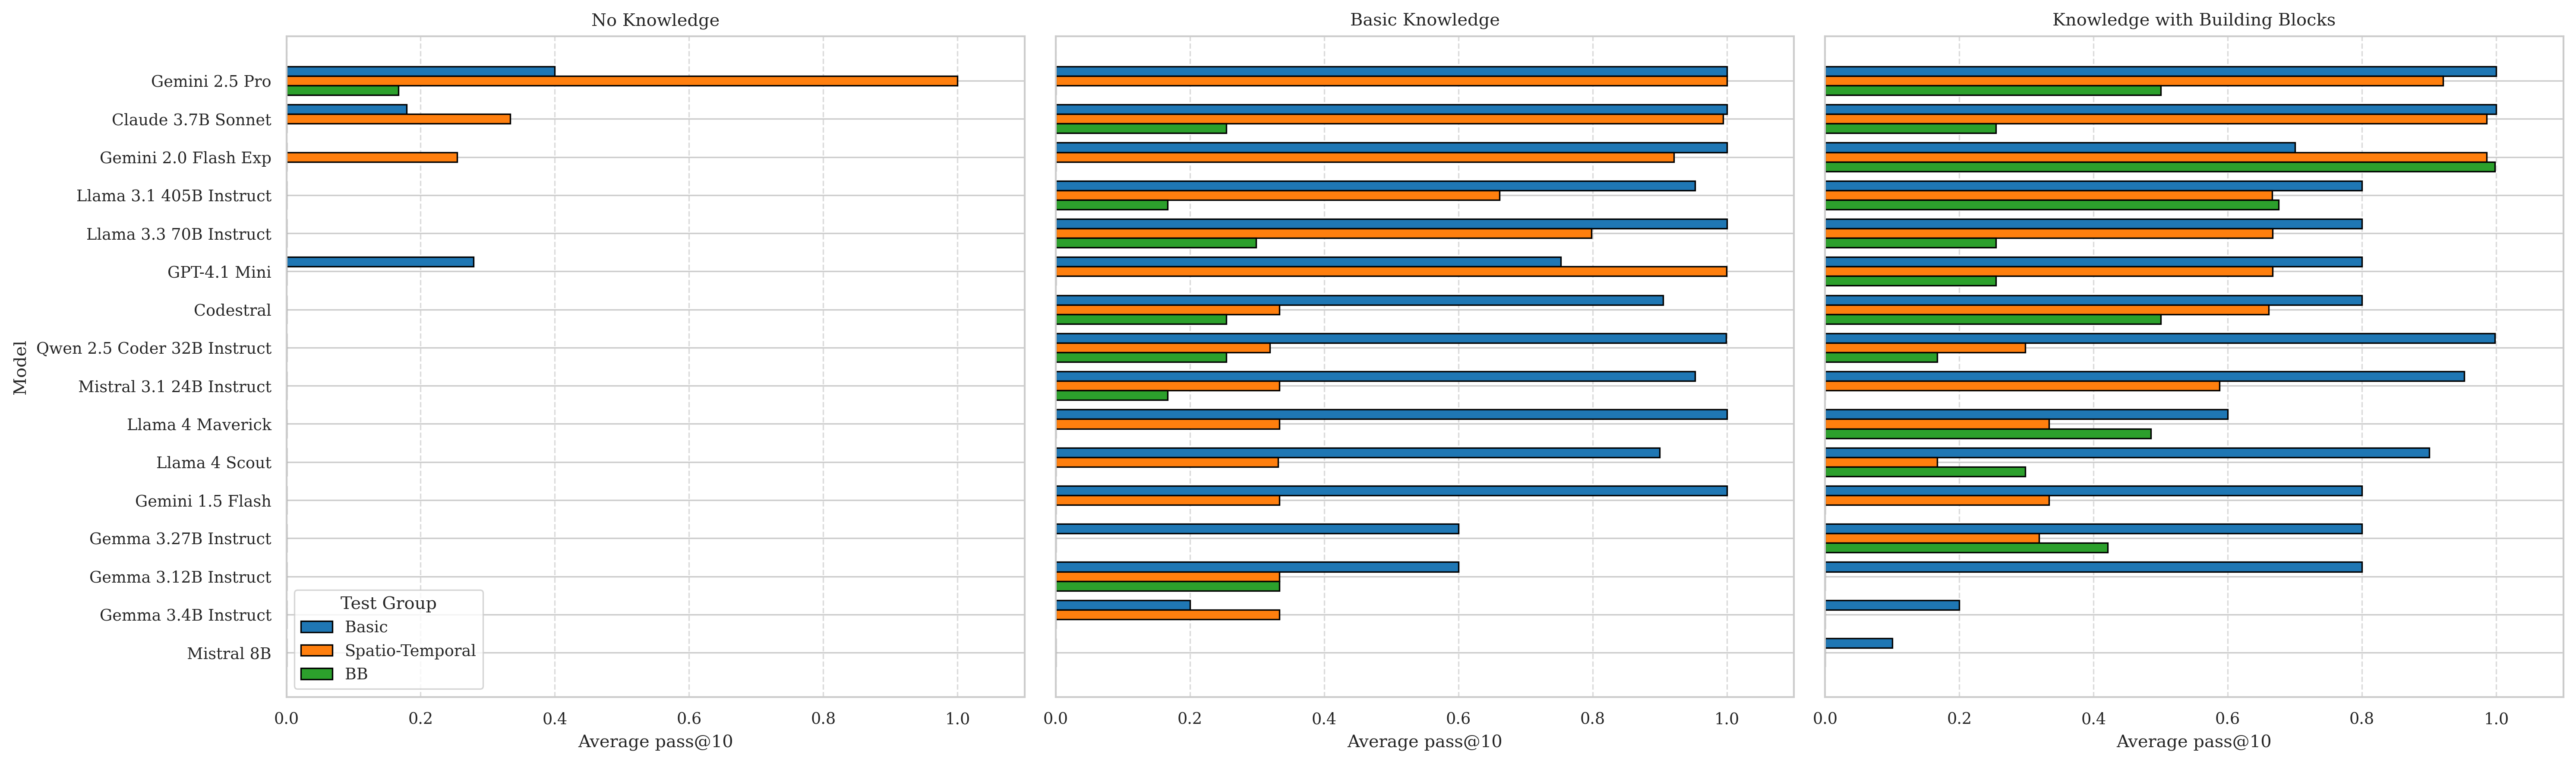 No Knowledge
Basic Knowledge
Knowledge with Building Blocks
Model
Gemini 2.5 Pro
Claude 3.7B Sonnet
Gemini 2.0 Flash Exp
Llama 3.1 405B Instruct
Llama 3.3 70B Instruct
GPT-4.1 Mini
Codestral
Qwen 2.5 Coder 32B Instruct
Mistral 3.1 24B Instruct
Llama 4 Maverick
Llama 4 Scout
Gemini 1.5 Flash
Gemma 3.27B Instruct
Gemma 3.12B Instruct
Gemma 3.4B Instruct
Mistral 8B
Test Group
Basic
Spatio-Temporal
BB
0.0 0.2 0.4 0.6 0.8 1.0
Average pass@10
0.0 0.2 0.4 0.6 0.8 1.0
Average pass@10
0.0 0.2 0.4 0.6 0.8 1.0
Average pass@10